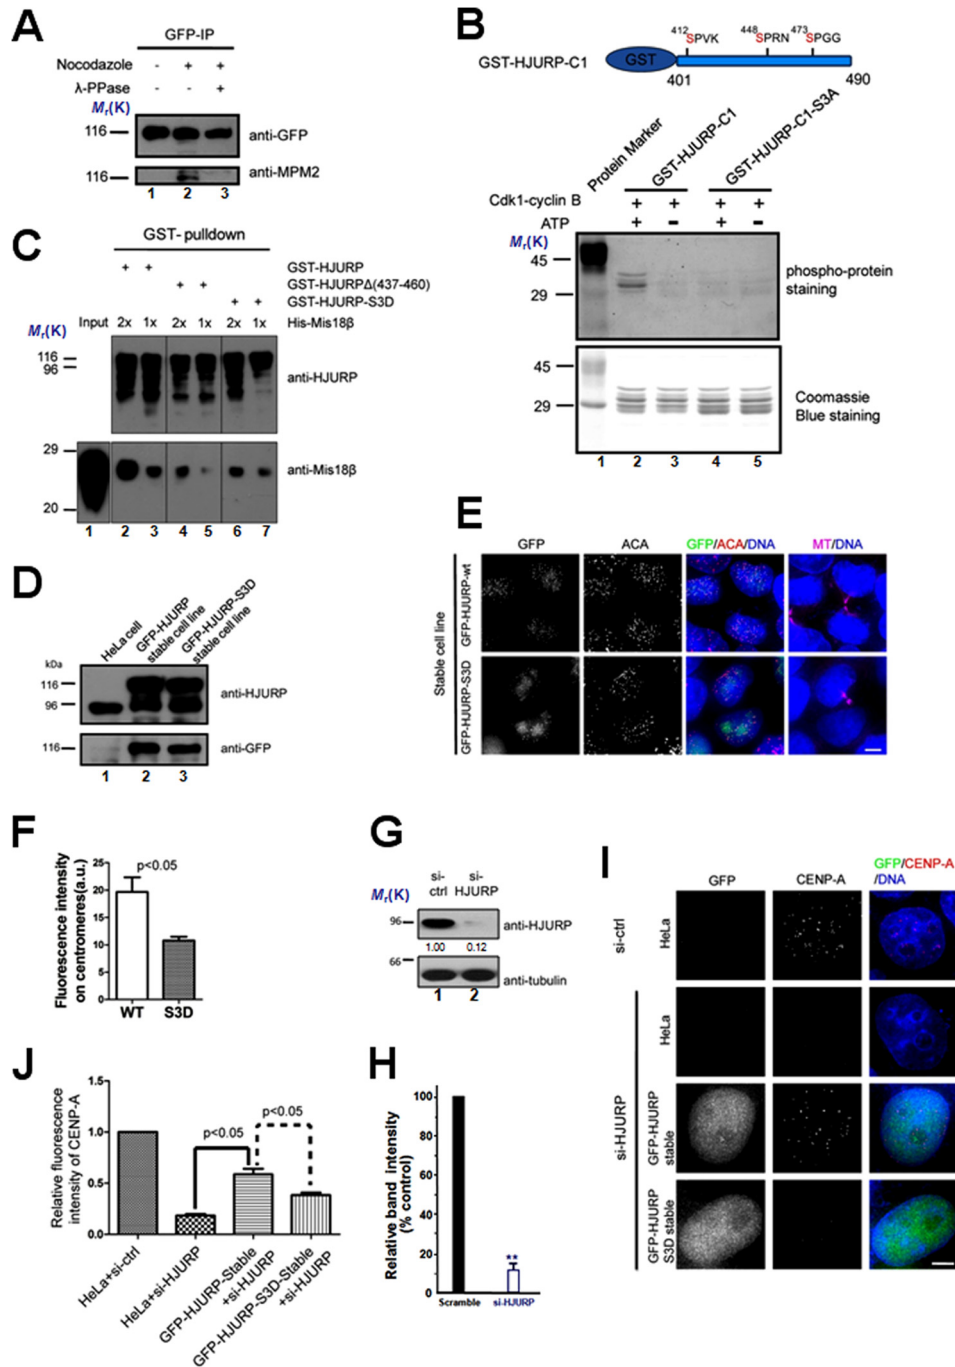 A
GFP-IP
Nocodazole - + +
λ-PPase - - +
Mr(K)
116
anti-GFP
116
anti-MPM2
1 2 3
B
412SPVK 448SPRN 473SPGG
GST-HJURP-C1
GST
401 490
Protein Marker
GST-HJURP-C1
GST-HJURP-C1-S3A
Cdk1-cyclin B + + + +
ATP + - + -
Mr(K)
45
29
phospho-protein
staining
45
29
Coomassie
Blue staining
1 2 3 4 5
C
GST-pulldown
+ + GST-HJURP
+ + GST-HJURPΔ(437-460)
+ + GST-HJURP-S3D
Input 2x 1x 2x 1x 2x 1x His-Mis18β
Mr(K)
116
96
anti-HJURP
29
20
anti-Mis18β
1 2 3 4 5 6 7
D
HeLa cell
GFP-HJURP
stable cell line
GFP-HJURP-S3D
stable cell line
kDa
116
96
anti-HJURP
116
anti-GFP
1 2 3
E
GFP ACA GFP/ACA/DNA MT/DNA
Stable cell line
GFP-HJURP-wt
GFP-HJURP-S3D
F
Fluorescence intensity
on centromeres(a.u.)
25
20
15
10
5
0
p<0.05
WT S3D
G
si-
ctrl
si-
HJURP
Mr(K)
96
anti-HJURP
1.00 0.12
66
anti-tubulin
1 2
H
Relative band intensity
(% control)
100
80
60
40
20
0
**
Scramble si-HJURP
I
GFP CENP-A GFP/CENP-A
/DNA
si-ctrl
HeLa
si-HJURP
HeLa
GFP-HJURP
stable
GFP-HJURP
S3D stable
J
Relative fluorescence
intensity of CENP-A
1.5
1.0
0.5
0.0
p<0.05
p<0.05
HeLa+si-ctrl
HeLa+si-HJURP
GFP-HJURP-Stable
+si-HJURP
GFP-HJURP-S3D-Stable
+si-HJURP